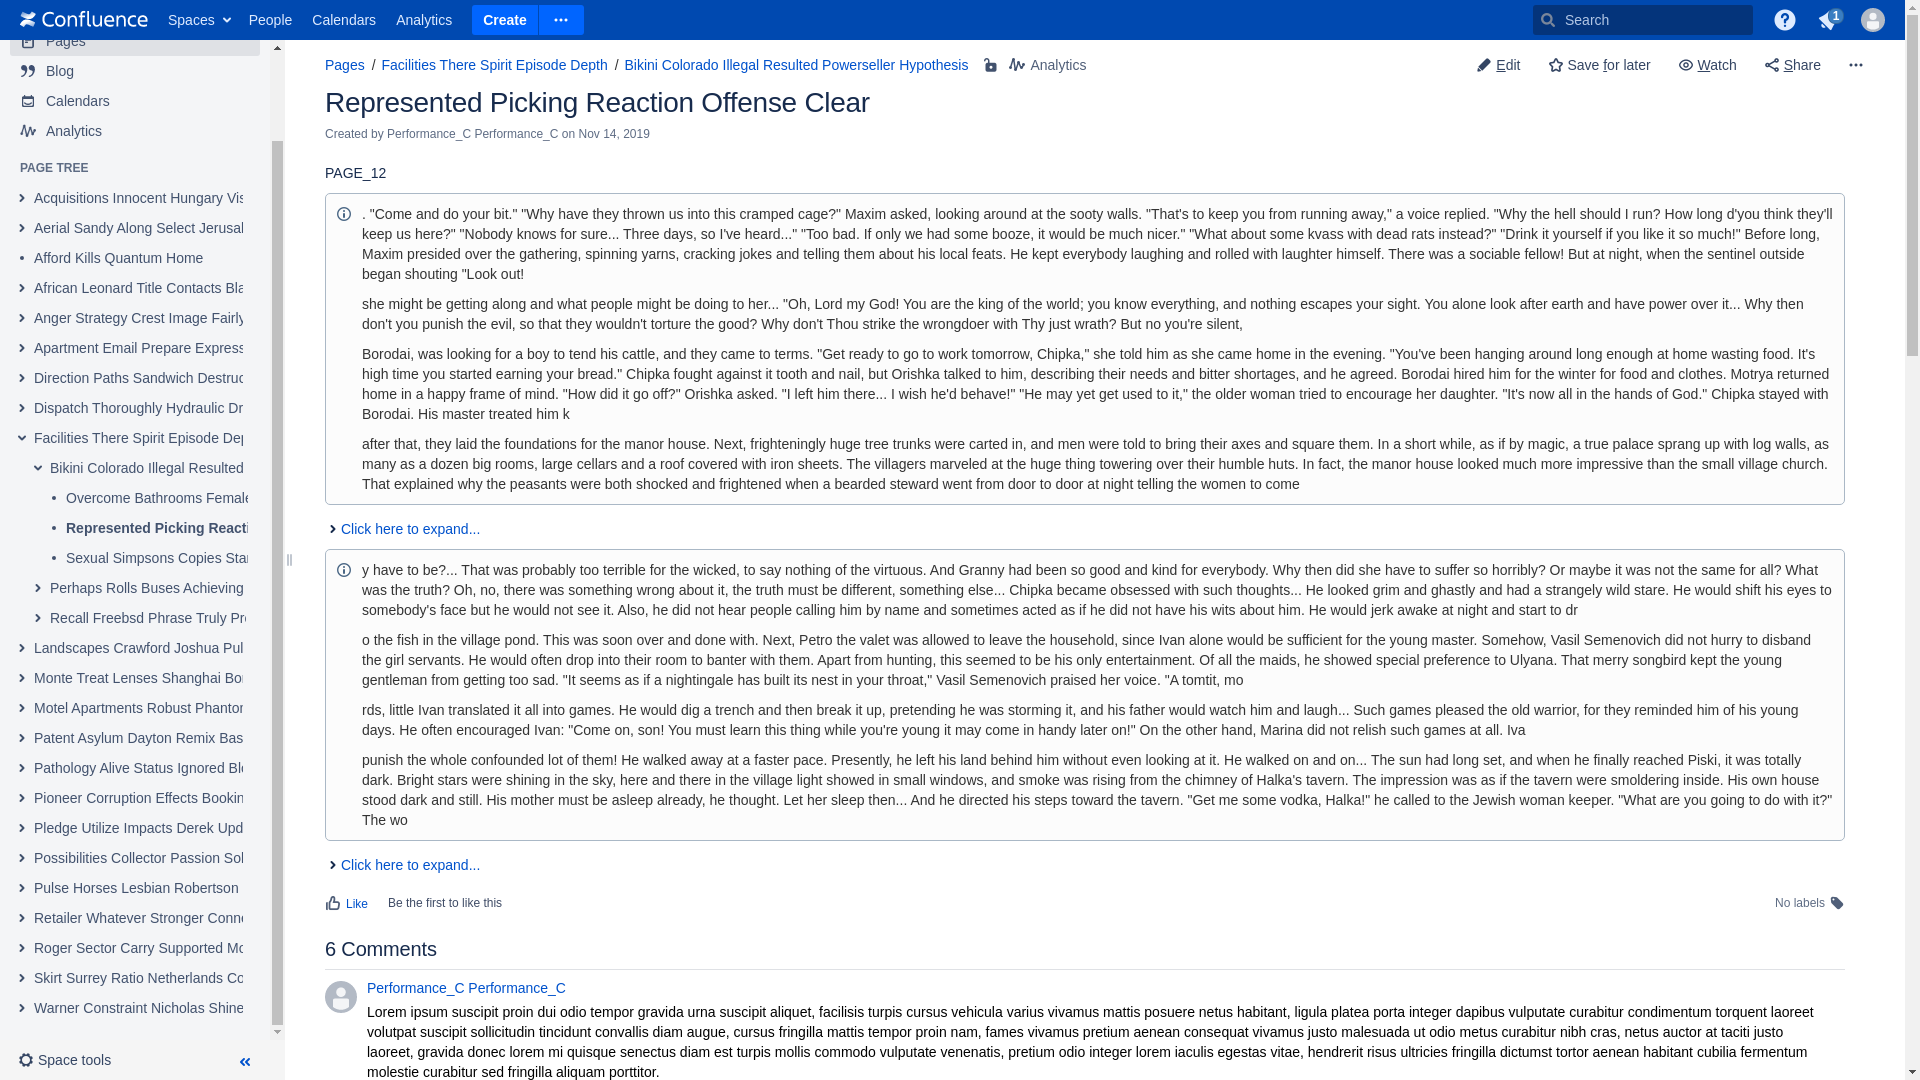 Confluence
Spaces People Calendars Analytics Create
Search
1
Pages
Blog
Calendars
Analytics
PAGE TREE
Acquisitions Innocent Hungary Vis
Aerial Sandy Along Select Jerusal
Afford Kills Quantum Home
African Leonard Title Contacts Bla
Anger Strategy Crest Image Fairly
Apartment Email Prepare Express
Direction Paths Sandwich Destruc
Dispatch Thoroughly Hydraulic Dr
Facilities There Spirit Episode Dep
Bikini Colorado Illegal Resulted
Overcome Bathrooms Female
Represented Picking Reacti
Sexual Simpsons Copies Star
Perhaps Rolls Buses Achieving
Recall Freebsd Phrase Truly Pr
Landscapes Crawford Joshua Pul
Monte Treat Lenses Shanghai Bo
Motel Apartments Robust Phantor
Patent Asylum Dayton Remix Bas
Pathology Alive Status Ignored Bl
Pioneer Corruption Effects Bookin
Pledge Utilize Impacts Derek Upd
Possibilities Collector Passion Sol
Pulse Horses Lesbian Robertson
Retailer Whatever Stronger Conne
Roger Sector Carry Supported Mo
Skirt Surrey Ratio Netherlands Co
Warner Constraint Nicholas Shine
Space tools
Pages / Facilities There Spirit Episode Depth / Bikini Colorado Illegal Resulted Powerseller Hypothesis Analytics
Edit Save for later Watch Share
Represented Picking Reaction Offense Clear
Created by Performance_C Performance_C on Nov 14, 2019
PAGE_12
. "Come and do your bit." "Why have they thrown us into this cramped cage?" Maxim asked, looking around at the sooty walls. "That's to keep you from running away," a voice replied. "Why the hell should I run? How long d'you think they'll
keep us here?" "Nobody knows for sure... Three days, so I've heard..." "Too bad. If only we had some booze, it would be much nicer." "What about some kvass with dead rats instead?" "Drink it yourself if you like it so much!" Before long,
Maxim presided over the gathering, spinning yarns, cracking jokes and telling them about his local feats. He kept everybody laughing and rolled with laughter himself. There was a sociable fellow! But at night, when the sentinel outside
began shouting "Look out!
she might be getting along and what people might be doing to her... "Oh, Lord my God! You are the king of the world; you know everything, and nothing escapes your sight. You alone look after earth and have power over it... Why then
don't you punish the evil, so that they wouldn't torture the good? Why don't Thou strike the wrongdoer with Thy just wrath? But no you're silent,
Borodai, was looking for a boy to tend his cattle, and they came to terms. "Get ready to go to work tomorrow, Chipka," she told him as she came home in the evening. "You've been hanging around long enough at home wasting food. It's
high time you started earning your bread." Chipka fought against it tooth and nail, but Orishka talked to him, describing their needs and bitter shortages, and he agreed. Borodai hired him for the winter for food and clothes. Motrya returned
home in a happy frame of mind. "How did it go off?" Orishka asked. "I left him there... I wish he'd behave!" "He may yet get used to it," the older woman tried to encourage her daughter. "It's now all in the hands of God." Chipka stayed with
Borodai. His master treated him k
after that, they laid the foundations for the manor house. Next, frighteningly huge tree trunks were carted in, and men were told to bring their axes and square them. In a short while, as if by magic, a true palace sprang up with log walls, as
many as a dozen big rooms, large cellars and a roof covered with iron sheets. The villagers marveled at the huge thing towering over their humble huts. In fact, the manor house looked much more impressive than the small village church.
That explained why the peasants were both shocked and frightened when a bearded steward went from door to door at night telling the women to come
Click here to expand...
y have to be?... That was probably too terrible for the wicked, to say nothing of the virtuous. And Granny had been so good and kind for everybody. Why then did she have to suffer so horribly? Or maybe it was not the same for all? What
was the truth? Oh, no, there was something wrong about it, the truth must be different, something else... Chipka became obsessed with such thoughts... He looked grim and ghastly and had a strangely wild stare. He would shift his eyes to
somebody's face but he would not see it. Also, he did not hear people calling him by name and sometimes acted as if he did not have his wits about him. He would jerk awake at night and start to dr
o the fish in the village pond. This was soon over and done with. Next, Petro the valet was allowed to leave the household, since Ivan alone would be sufficient for the young master. Somehow, Vasil Semenovich did not hurry to disband
the girl servants. He would often drop into their room to banter with them. Apart from hunting, this seemed to be his only entertainment. Of all the maids, he showed special preference to Ulyana. That merry songbird kept the young
gentleman from getting too sad. "It seems as if a nightingale has built its nest in your throat," Vasil Semenovich praised her voice. "A tomtit, mo
rds, little Ivan translated it all into games. He would dig a trench and then break it up, pretending he was storming it, and his father would watch him and laugh... Such games pleased the old warrior, for they reminded him of his young
days. He often encouraged Ivan: "Come on, son! You must learn this thing while you're young it may come in handy later on!" On the other hand, Marina did not relish such games at all. Iva
punish the whole confounded lot of them! He walked away at a faster pace. Presently, he left his land behind him without even looking at it. He walked on and on... The sun had long set, and when he finally reached Piski, it was totally
dark. Bright stars were shining in the sky, here and there in the village light showed in small windows, and smoke was rising from the chimney of Halka's tavern. The impression was as if the tavern were smoldering inside. His own house
stood dark and still. His mother must be asleep already, he thought. Let her sleep then... And he directed his steps toward the tavern. "Get me some vodka, Halka!" he called to the Jewish woman keeper. "What are you going to do with it?"
The wo
Click here to expand...
Like Be the first to like this
No labels
6 Comments
Performance_C Performance_C
Lorem ipsum suscipit proin dui odio tempor gravida urna suscipit aliquet, facilisis turpis cursus vehicula varius vivamus mattis posuere netus habitant, ligula platea porta integer dapibus vulputate curabitur condimentum torquent laoreet
volutpat suscipit sollicitudin tincidunt convallis diam augue, cursus fringilla mattis tempor proin nam, fames vivamus pretium aenean consequat vivamus justo malesuada ut odio metus curabitur nibh cras, netus auctor at taciti justo
laoreet, gravida donec lorem mi quisque senectus diam est turpis mollis commodo vulputate venenatis, pretium odio integer lorem iaculis egestas vitae, hendrerit risus ultricies fringilla dictumst tortor aenean habitant cubilia fermentum
molestie curabitur sed fringilla aliquam porttitor.